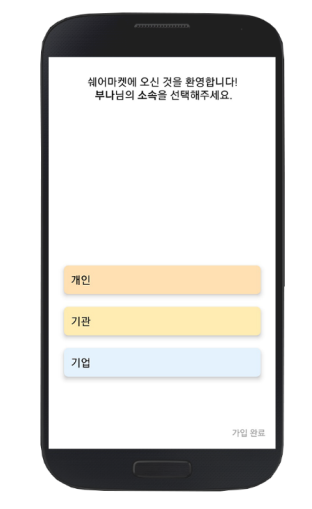 쉐어마켓에 오신 것을 환영합니다!
부나님의 소속을 선택해주세요.
개인
기관
기업
가입 완료